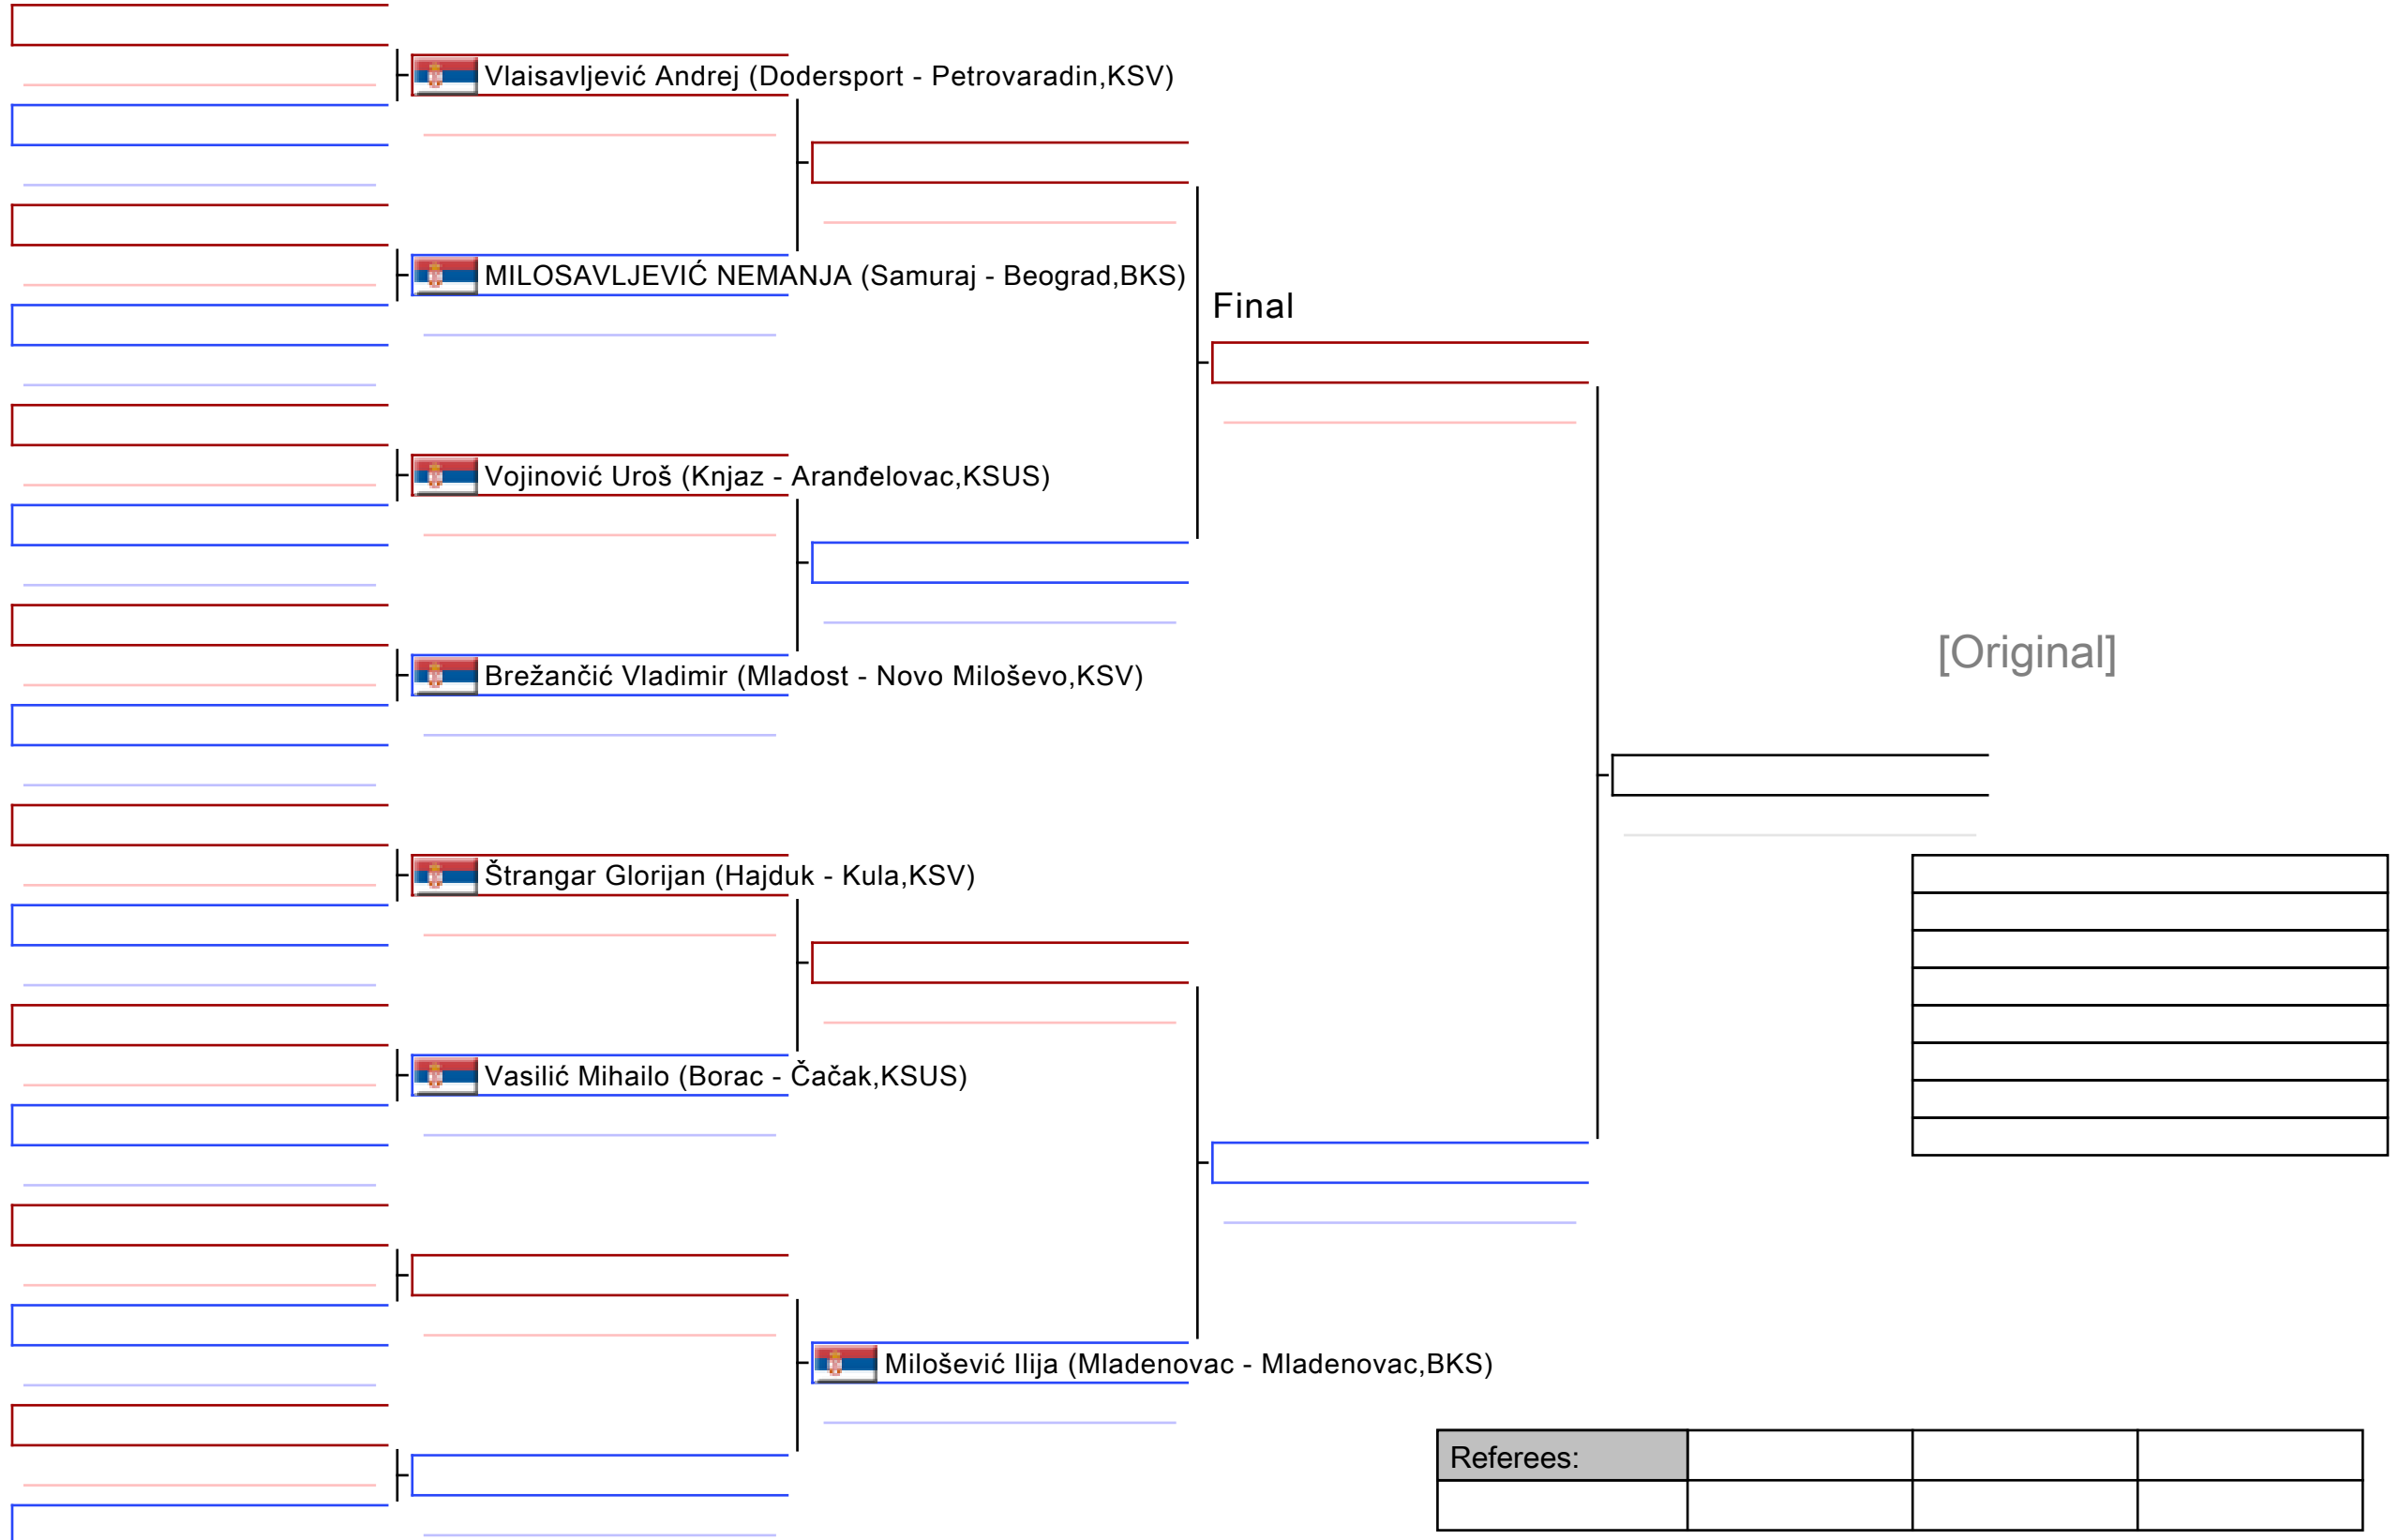 Vlaisavljević Andrej (Dodersport - Petrovaradin,KSV)
MILOSAVLJEVIĆ NEMANJA (Samuraj - Beograd,BKS)
Final
Vojinović Uroš (Knjaz - Aranđelovac,KSUS)
[Original]
Brežančić Vladimir (Mladost - Novo Miloševo,KSV)
Štrangar Glorijan (Hajduk - Kula,KSV)
Vasilić Mihailo (Borac - Čačak,KSUS)
Milošević Ilija (Mladenovac - Mladenovac,BKS)
Referees: